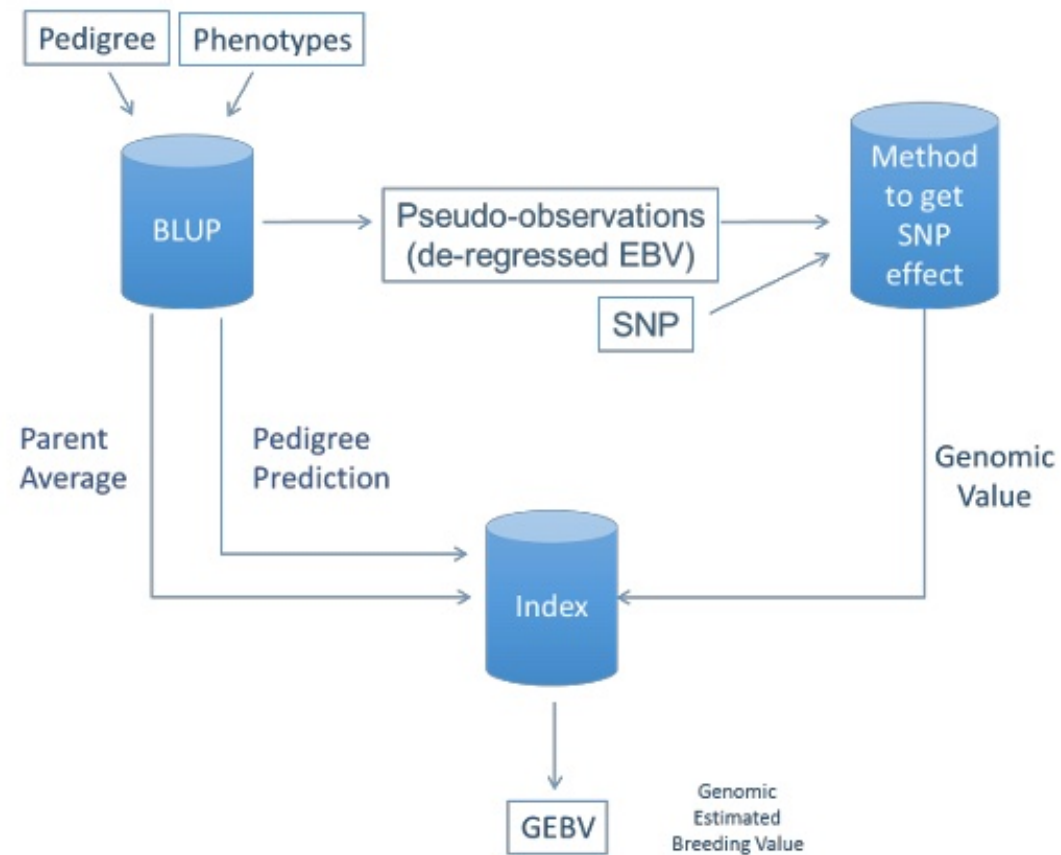 Pedigree
Phenotypes
BLUP
Pseudo-observations
(de-regressed EBV)
SNP
Method
to get
SNP
effect
Parent
Average
Pedigree
Prediction
Genomic
Value
Index
GEBV
Genomic
Estimated
Breeding Value